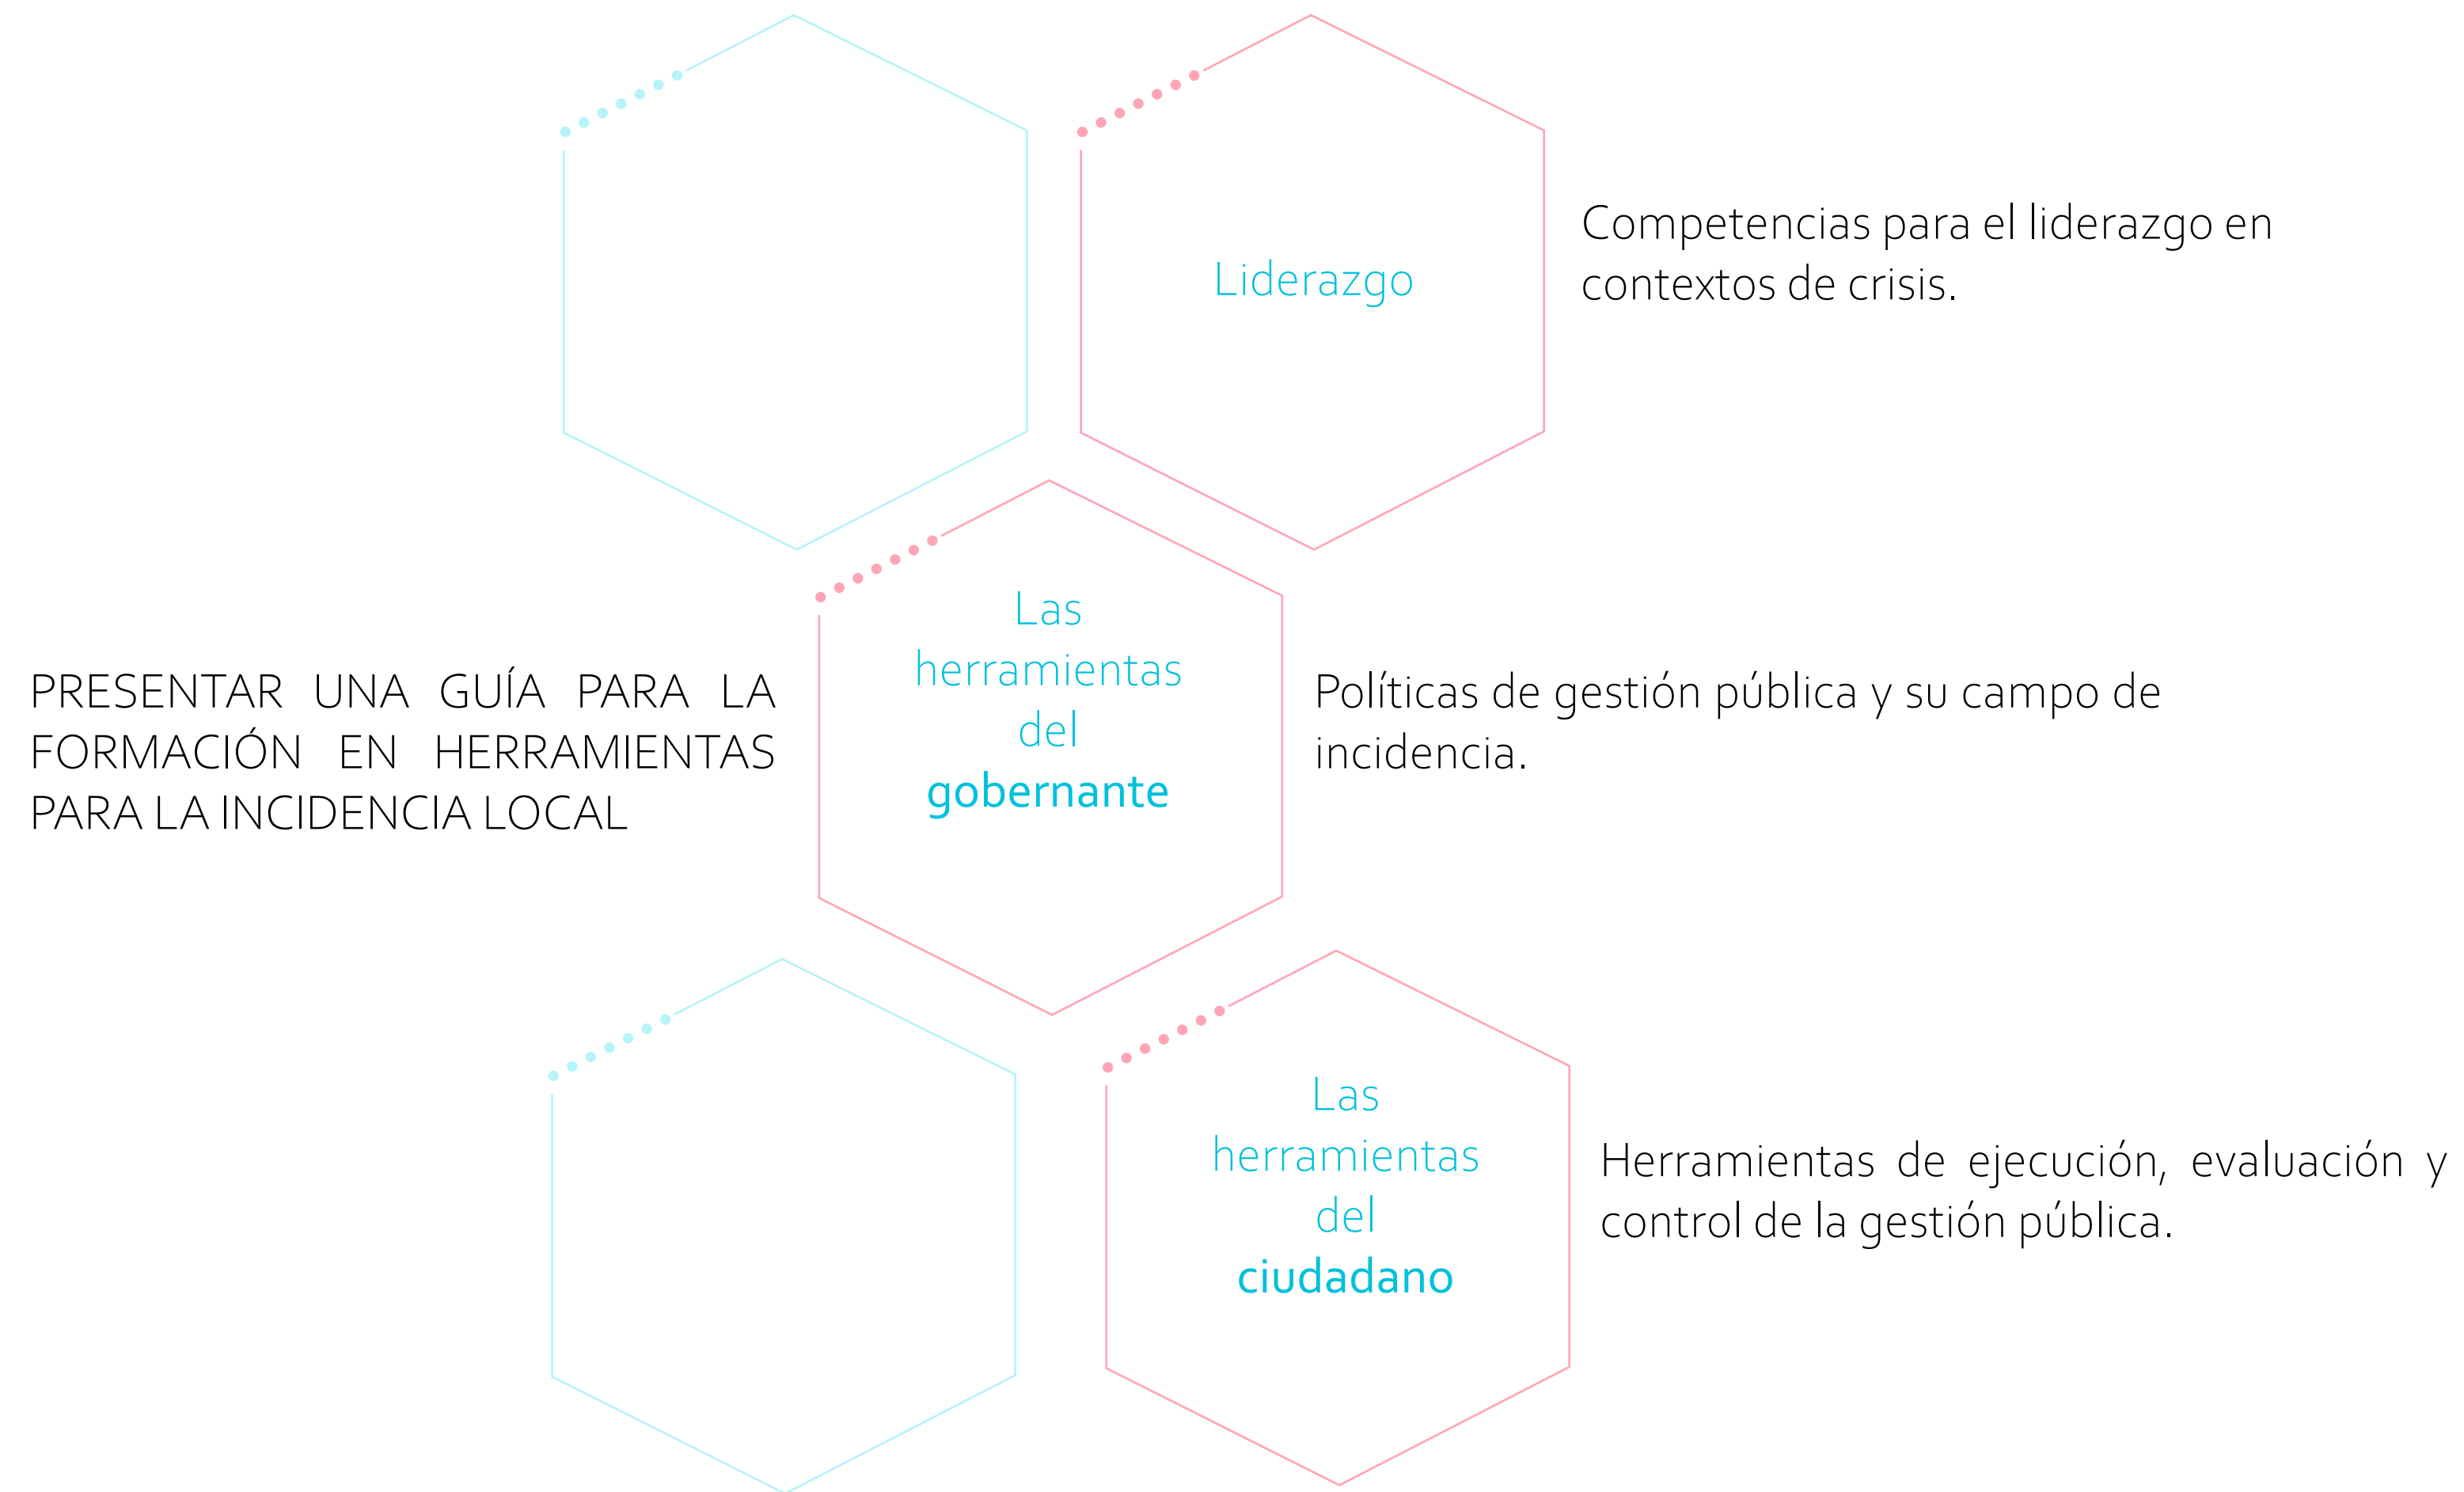 Liderazgo
Competencias para el liderazgo en
contextos de crisis.
PRESENTAR UNA GUÍA PARA LA
FORMACIÓN EN HERRAMIENTAS
PARA LA INCIDENCIA LOCAL
Las
herramientas
del
gobernante
Políticas de gestión pública y su campo de
incidencia.
Las
herramientas
del
ciudadano
Herramientas de ejecución, evaluación y
control de la gestión pública.